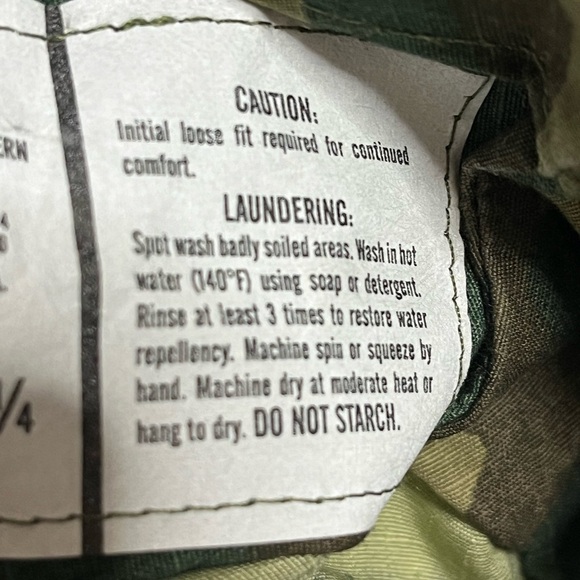 CAUTION:
Initial loose fit required for continued
comfort.
LAUNDERING:
Spot wash badly soiled areas. Wash in hot
water (140°F) using soap or detergent.
Rinse at least 3 times to restore water
repellency. Machine spin or squeeze by
hand. Machine dry at moderate heat or
hang to dry. DO NOT STARCH.